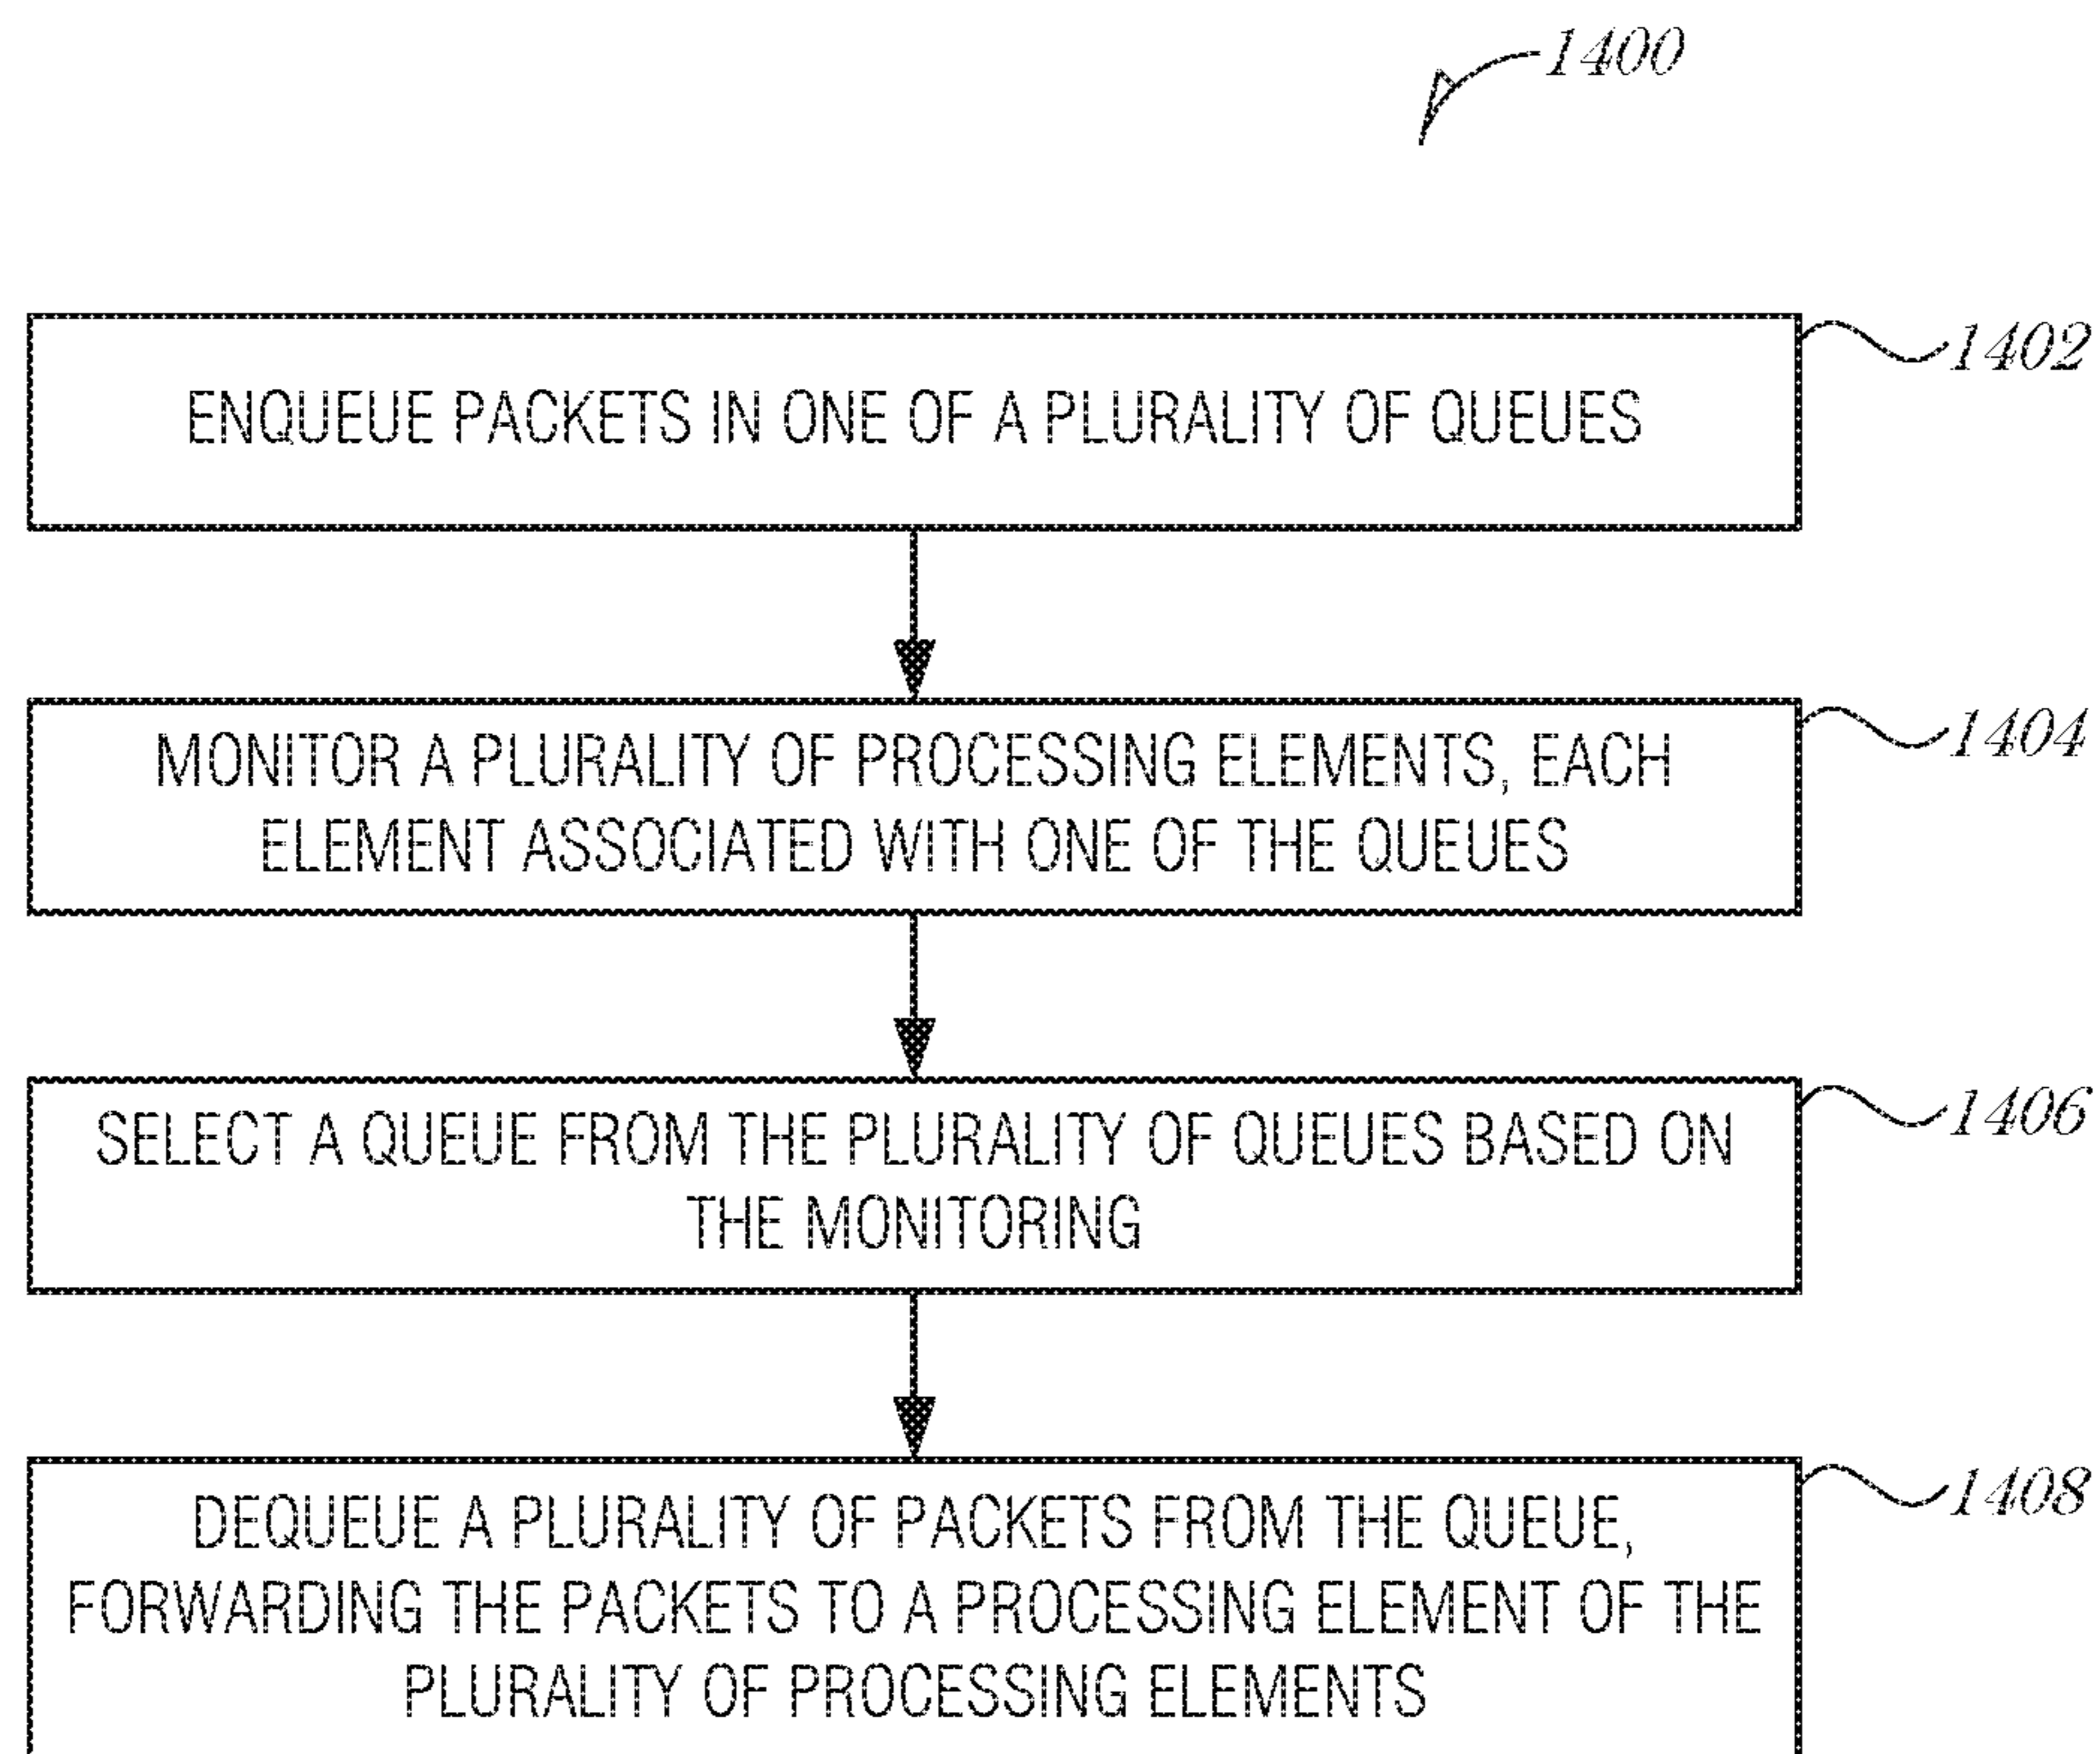 1400
ENQUEUE PACKETS IN ONE OF A PLURALITY OF QUEUES
1402
MONITOR A PLURALITY OF PROCESSING ELEMENTS, EACH
ELEMENT ASSOCIATED WITH ONE OF THE QUEUES
1404
SELECT A QUEUE FROM THE PLURALITY OF QUEUES BASED ON
THE MONITORING
1406
DEQUEUE A PLURALITY OF PACKETS FROM THE QUEUE,
FORWARDING THE PACKETS TO A PROCESSING ELEMENT OF THE
PLURALITY OF PROCESSING ELEMENTS
1408